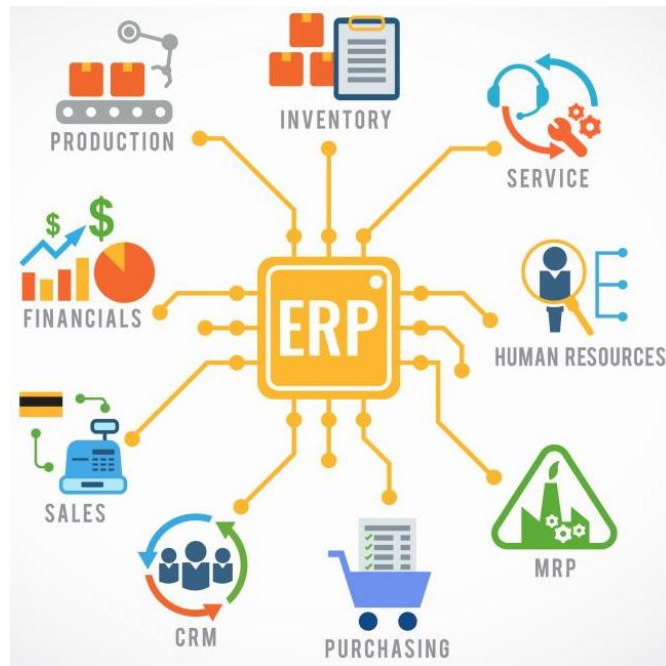 INVENTORY
PRODUCTION
SERVICE
$ $
FINANCIALS
ERP
HUMAN RESOURCES
SALES
MRP
CRM
PURCHASING